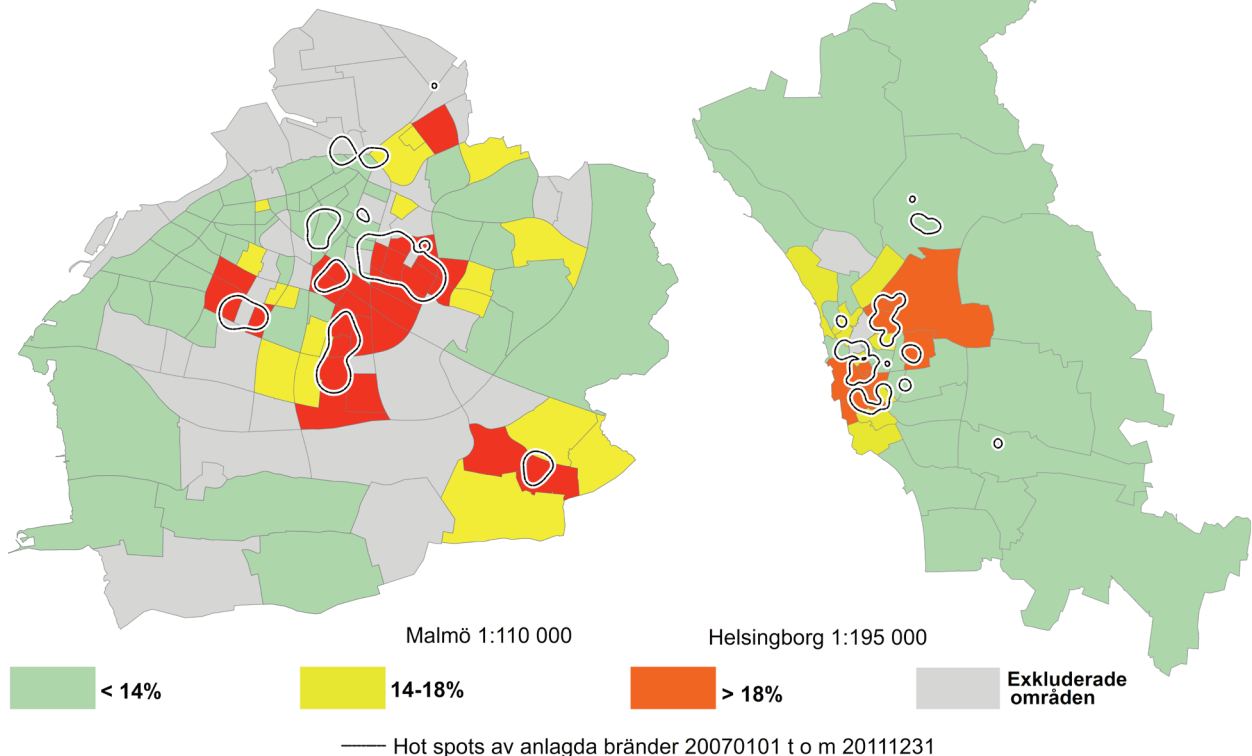 Malmö 1:110 000
Helsingborg 1:195 000
< 14%
14-18%
> 18%
Exkluderade
områden
Hot spots av anlagda bränder 20070101 t o m 20111231